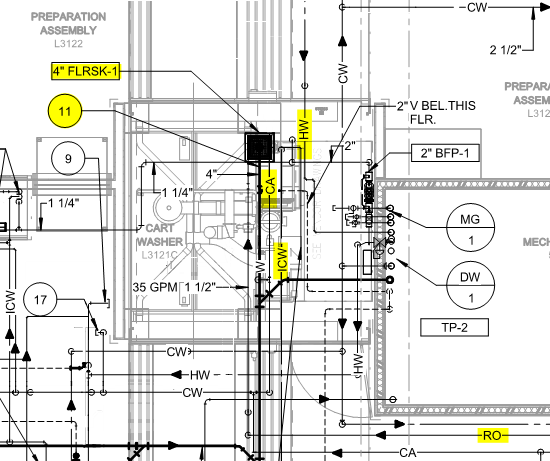 CW
PREPARATION
ASSEMBLY
L3122
2 1/2"
CW
4" FLRSK-1
PREPARA
ASSEM
L312
11
HW
2" V BEL.THIS
FLR.
2"
2" BFP-1
9
4"
CA
1 1/4"
1 1/4"
MG
1
CART
WASHER
L3121C
MECH
ICW
DW
1
35 GPM 1 1/2"
W
17
ICW
TP-2
CW
HW
HW
CW
RO
CA